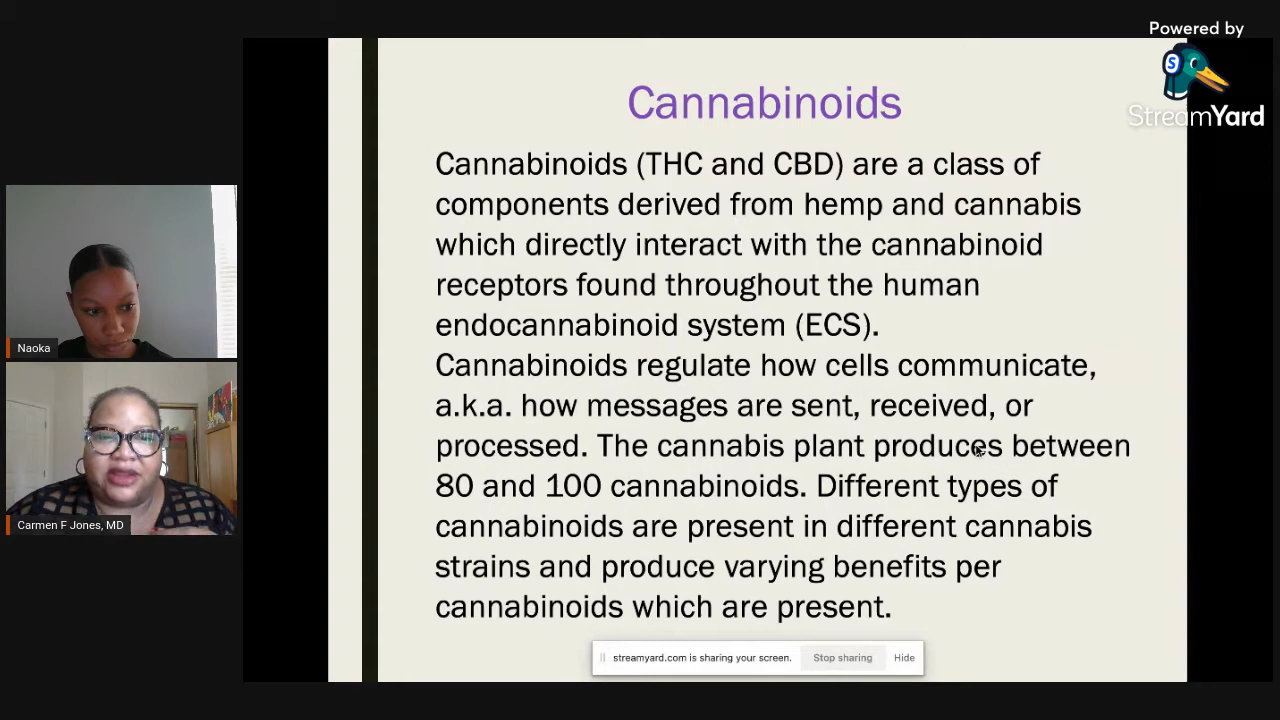 Powered by
StreamYard
Cannabinoids
Cannabinoids (THC and CBD) are a class of
components derived from hemp and cannabis
which directly interact with the cannabinoid
receptors found throughout the human
endocannabinoid system (ECS).
Cannabinoids regulate how cells communicate,
a.k.a. how messages are sent, received, or
processed. The cannabis plant produces between
80 and 100 cannabinoids. Different types of
cannabinoids are present in different cannabis
strains and produce varying benefits per
cannabinoids which are present.
Naoka
Carmen F Jones, MD
streamyard.com is sharing your screen. Stop sharing Hide